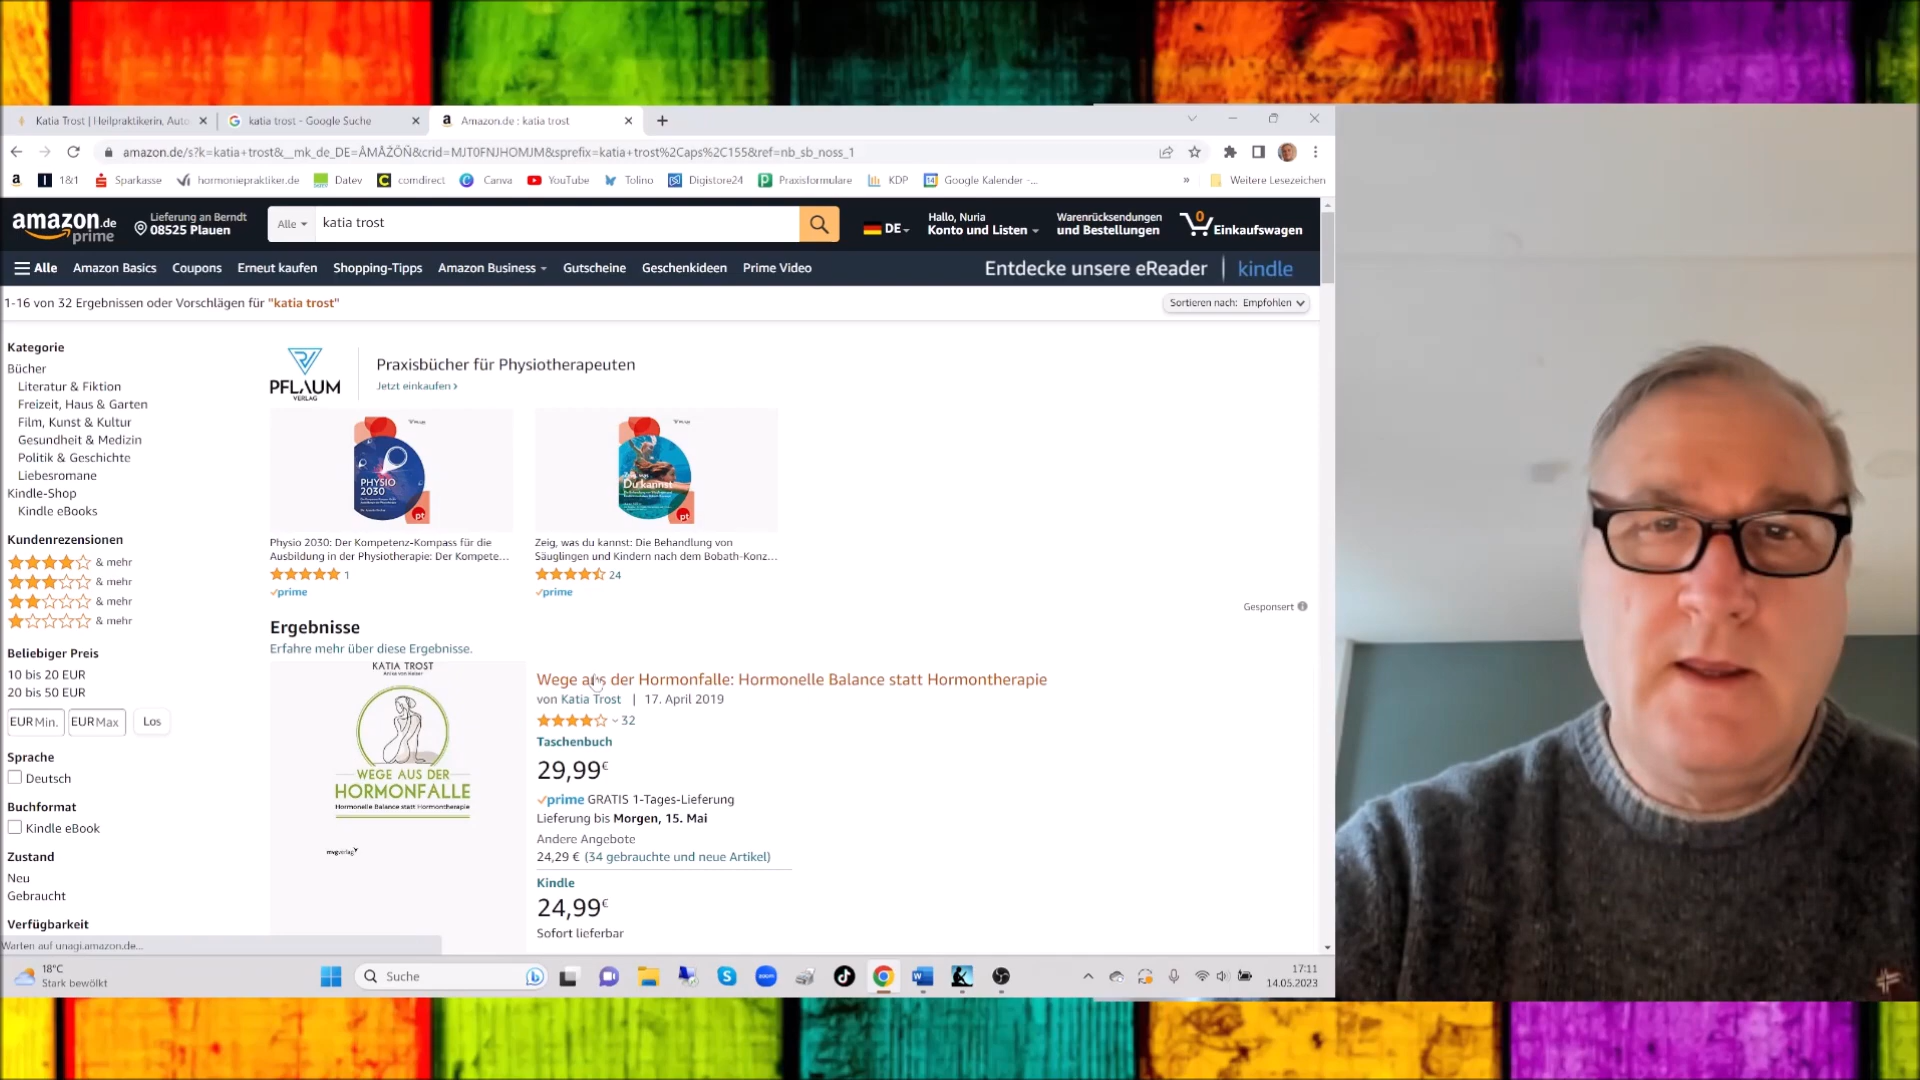 Katia Trost | Heilpraktikerin, Auto
katia trost - Google Suche
Amazon.de : katia trost
amazon.de/s?k=katia+trost&__mk_de_DE=ÅMÅŽÕÑ&crid=MJT0FNJHOMJM&sprefix=katia+trost%2Caps%2C155&ref=nb_sb_noss_1
1&1
Sparkasse
hormoniepraktiker.de
Datev
comdirect
Canva
YouTube
Tolino
Digistore24
Praxisformulare
KDP
Google Kalender -...
»
Weitere Lesezeichen
amazon.de
prime
Lieferung an Berndt
08525 Plauen
Alle
katia trost
DE
Hallo, Nuria
Konto und Listen
Warenrücksendungen
und Bestellungen
0
Einkaufswagen
Alle
Amazon Basics
Coupons
Erneut kaufen
Shopping-Tipps
Amazon Business
Gutscheine
Geschenkideen
Prime Video
Entdecke unsere eReader | kindle
1-16 von 32 Ergebnissen oder Vorschlägen für "katia trost"
Sortieren nach: Empfohlen
Kategorie
Bücher
Literatur & Fiktion
Freizeit, Haus & Garten
Film, Kunst & Kultur
Gesundheit & Medizin
Politik & Geschichte
Liebesromane
Kindle-Shop
Kindle eBooks
Kundenrezensionen
& mehr
& mehr
& mehr
& mehr
Beliebiger Preis
10 bis 20 EUR
20 bis 50 EUR
EUR Min.
EUR Max
Los
Sprache
Deutsch
Buchformat
Kindle eBook
Zustand
Neu
Gebraucht
Verfügbarkeit
Warten auf unagi.amazon.de...
PFLAUM
VERLAG
Praxisbücher für Physiotherapeuten
Jetzt einkaufen ›
PHYSIO
2030
pt
Zeig, was
Du kannst
pt
Physio 2030: Der Kompetenz-Kompass für die
Ausbildung in der Physiotherapie: Der Kompete...
1
prime
Zeig, was du kannst: Die Behandlung von
Säuglingen und Kindern nach dem Bobath-Konz...
24
prime
Gesponsert
Ergebnisse
Erfahre mehr über diese Ergebnisse.
KATIA TROST
WEGE AUS DER
HORMONFALLE
Hormonelle Balance statt Hormontherapie
mvgverlag
Wege aus der Hormonfalle: Hormonelle Balance statt Hormontherapie
von Katia Trost | 17. April 2019
32
Taschenbuch
29,99€
prime GRATIS 1-Tages-Lieferung
Lieferung bis Morgen, 15. Mai
Andere Angebote
24,29 € (34 gebrauchte und neue Artikel)
Kindle
24,99€
Sofort lieferbar
18°C
Stark bewölkt
Suche
17:11
14.05.2023